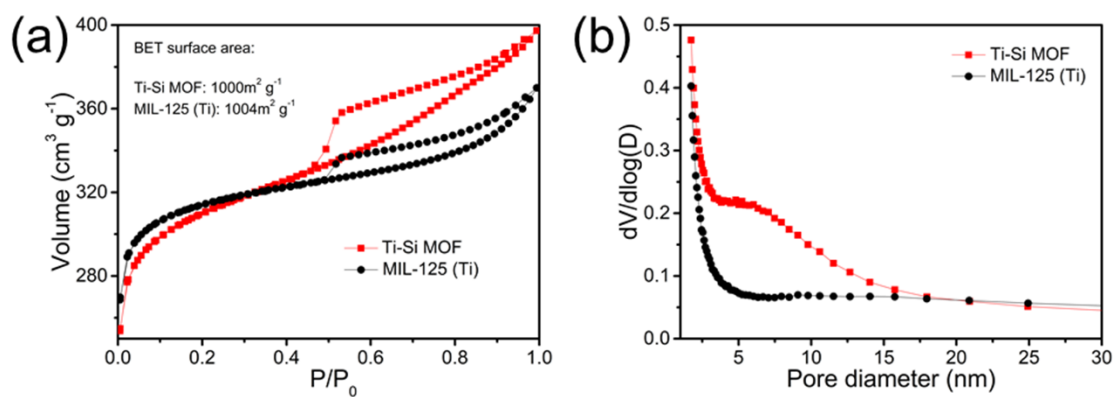 (a)
BET surface area:
Ti-Si MOF: 1000m² g⁻¹
MIL-125 (Ti): 1004m² g⁻¹
Ti-Si MOF
MIL-125 (Ti)
Volume (cm³ g⁻¹)
400
360
320
280
0.0 0.2 0.4 0.6 0.8 1.0
P/P₀
(b)
Ti-Si MOF
MIL-125 (Ti)
dV/dlog(D)
0.5
0.4
0.3
0.2
0.1
0.0
5 10 15 20 25 30
Pore diameter (nm)